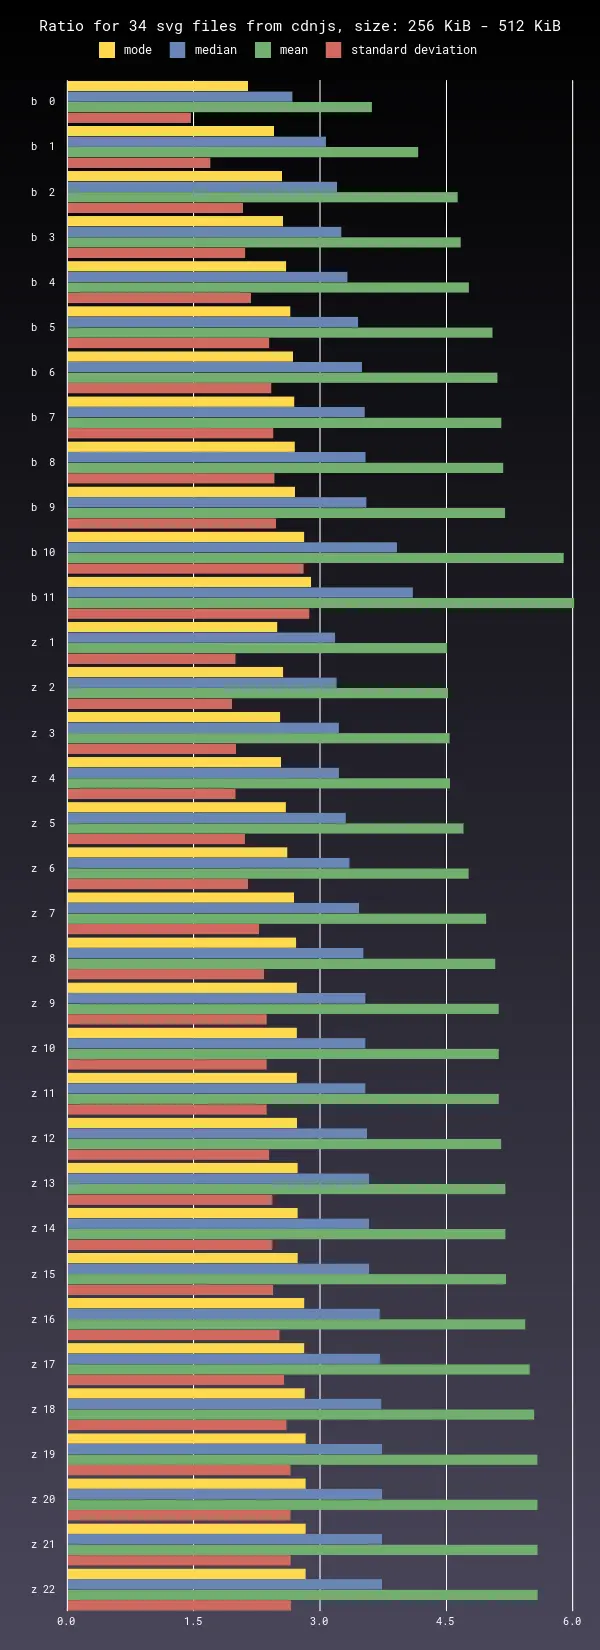 Ratio for 34 svg files from cdnjs, size: 256 KiB - 512 KiB
mode median mean standard deviation
b 0
b 1
b 2
b 3
b 4
b 5
b 6
b 7
b 8
b 9
b 10
b 11
z 1
z 2
z 3
z 4
z 5
z 6
z 7
z 8
z 9
z 10
z 11
z 12
z 13
z 14
z 15
z 16
z 17
z 18
z 19
z 20
z 21
z 22
0.0 1.5 3.0 4.5 6.0